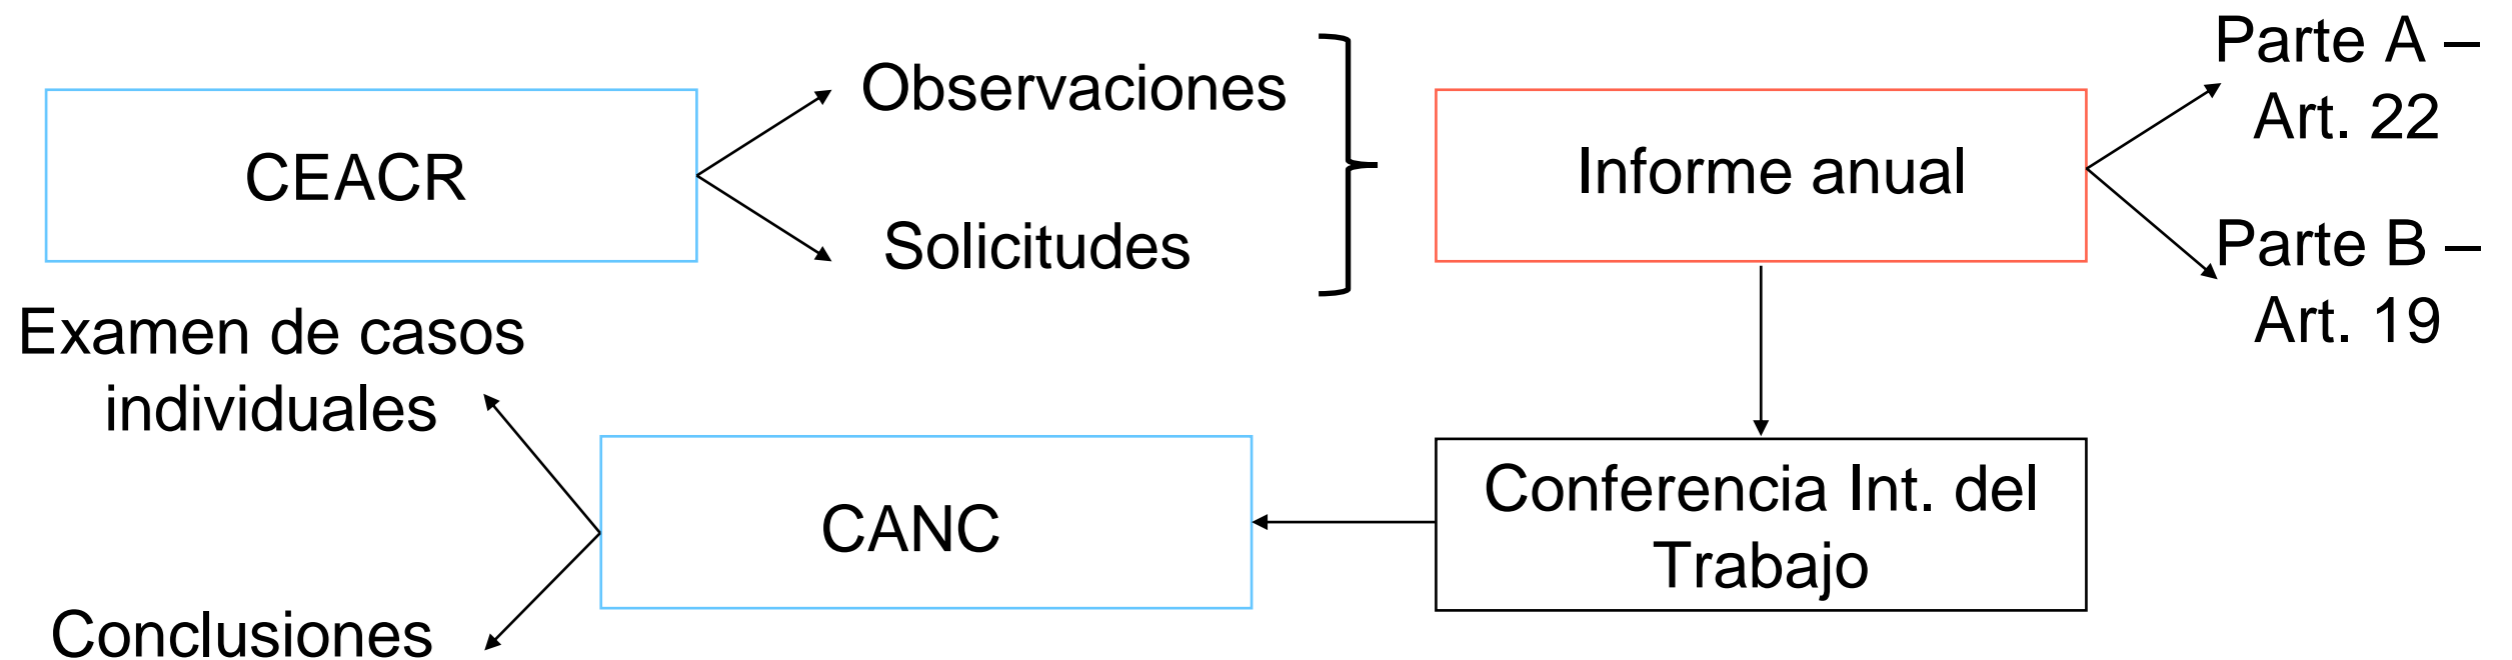 CEACR
Observaciones
Solicitudes
Informe anual
Parte A –
Art. 22
Parte B –
Art. 19
Conferencia Int. del
Trabajo
CANC
Examen de casos
individuales
Conclusiones